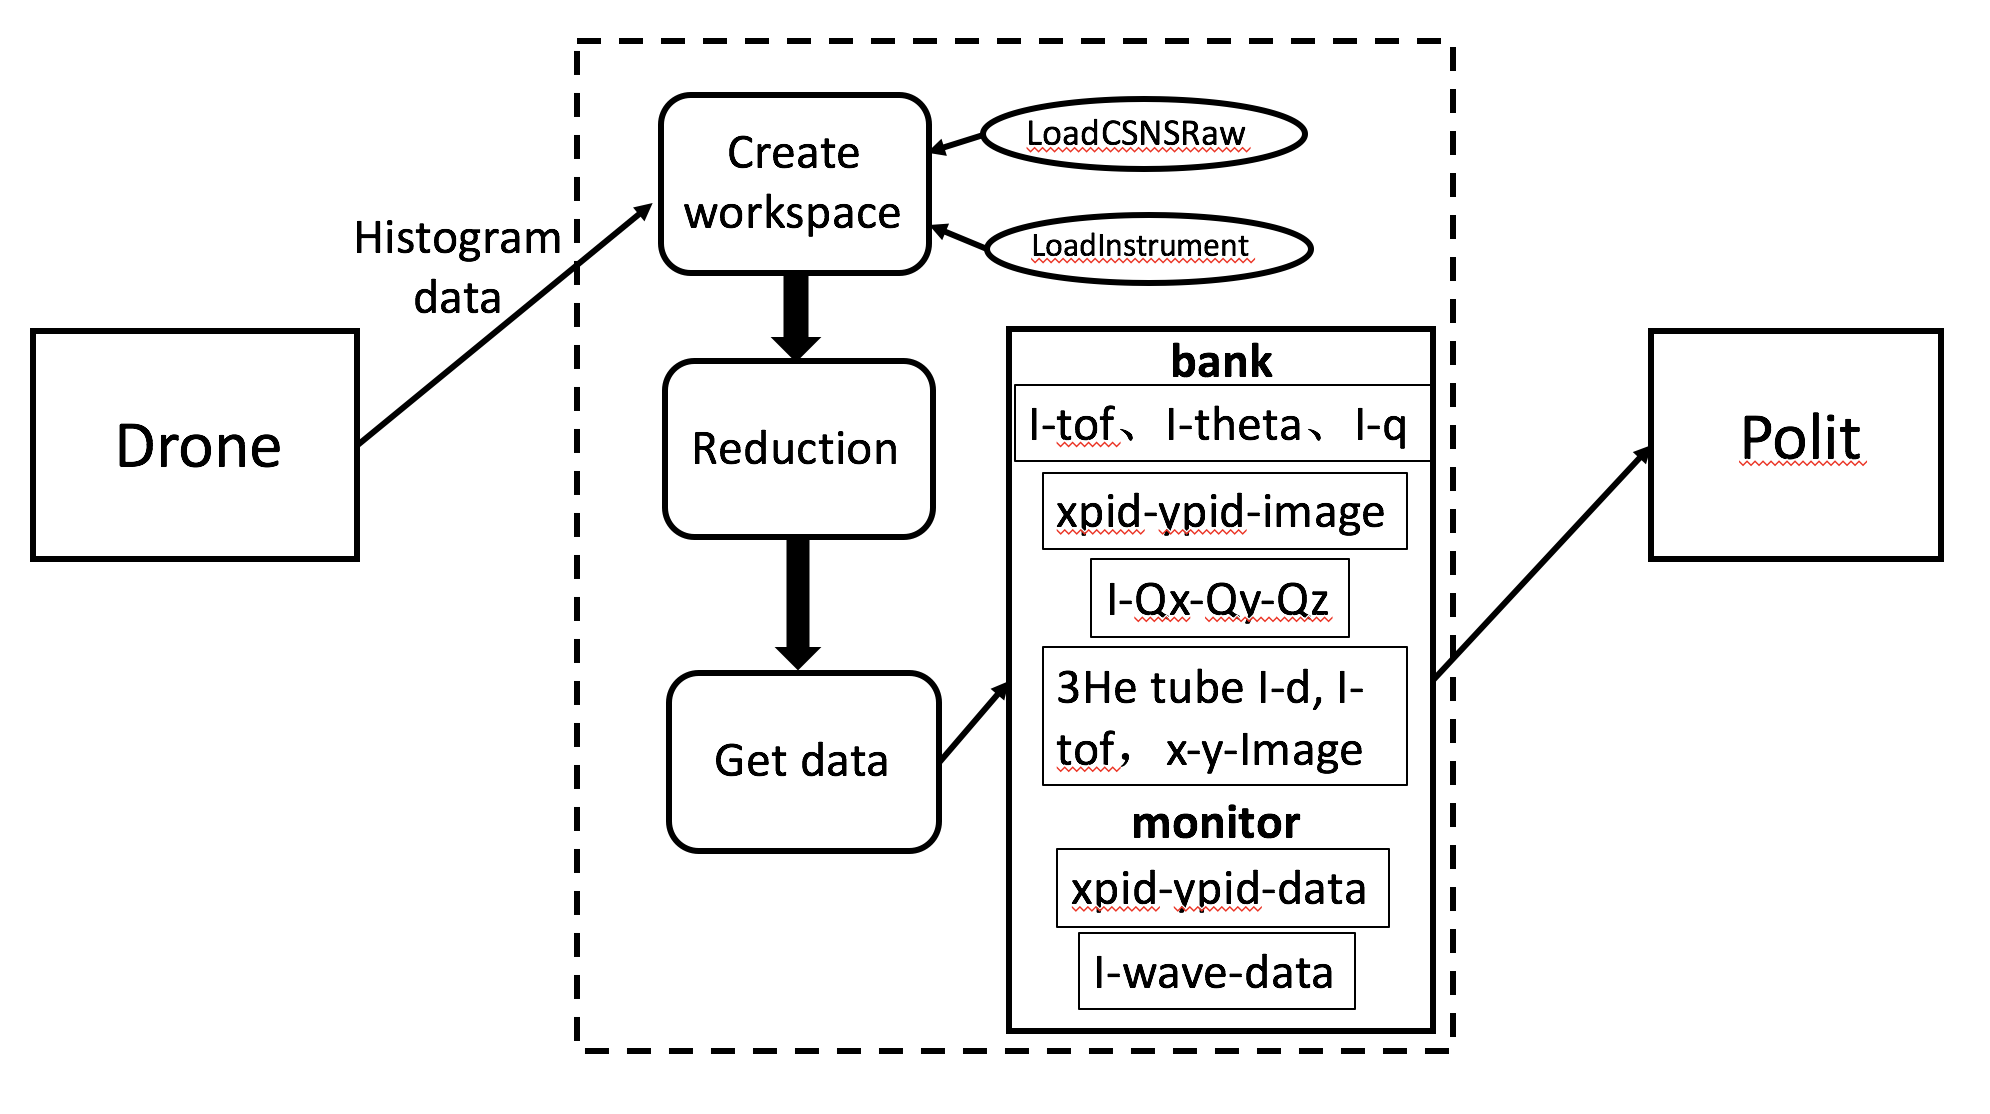 Create
workspace
LoadCSNSRaw
LoadInstrument
Histogram
data
Drone
Reduction
Get data
bank
I-tof、I-theta、I-q
xpid-ypid-image
I-Qx-Qy-Qz
3He tube I-d, I-
tof， x-y-Image
monitor
xpid-ypid-data
I-wave-data
Polit